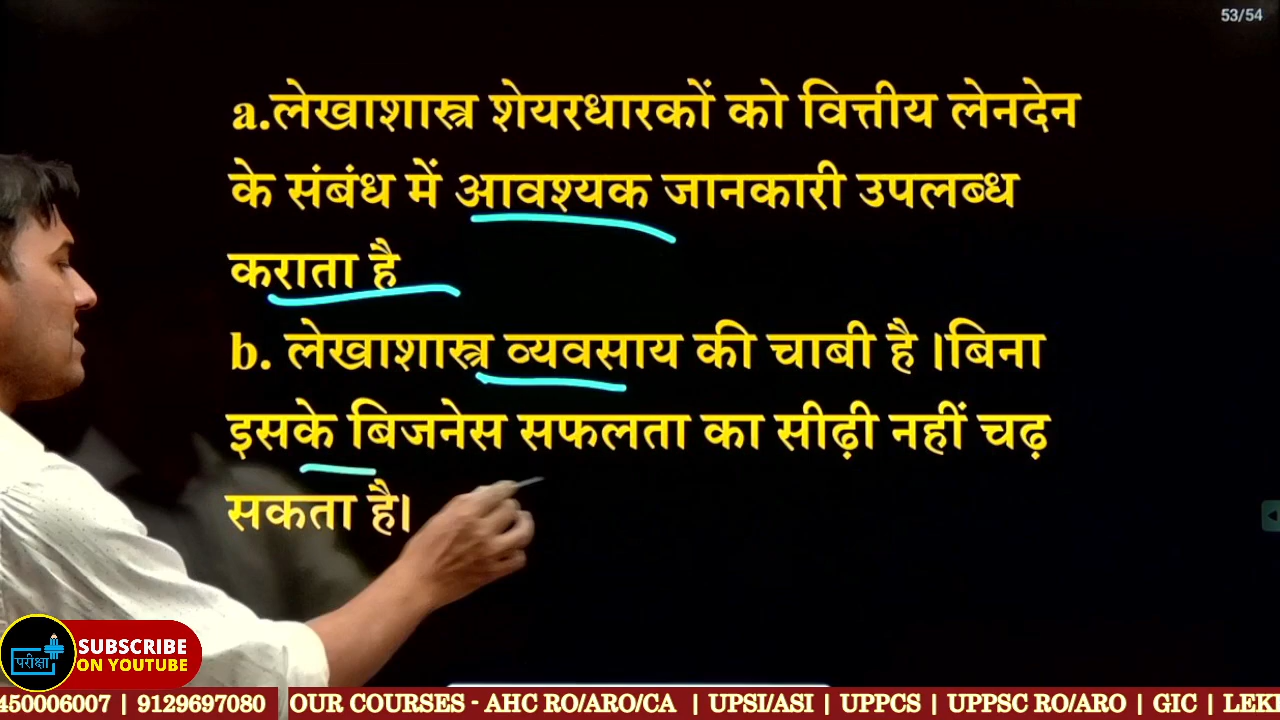 53/54
a.लेखाशास्त्र शेयरधारकों को वित्तीय लेनदेन
के संबंध में आवश्यक जानकारी उपलब्ध
कराता है
b. लेखाशास्त्र व्यवसाय की चाबी है ।बिना
इसके बिजनेस सफलता का सीढ़ी नहीं चढ़
सकता है।
परीक्षा
SUBSCRIBE
ON YOUTUBE
450006007 | 9129697080 | OUR COURSES - AHC RO/ARO/CA | UPSI/ASI | UPPCS | UPPSC RO/ARO | GIC | LEK